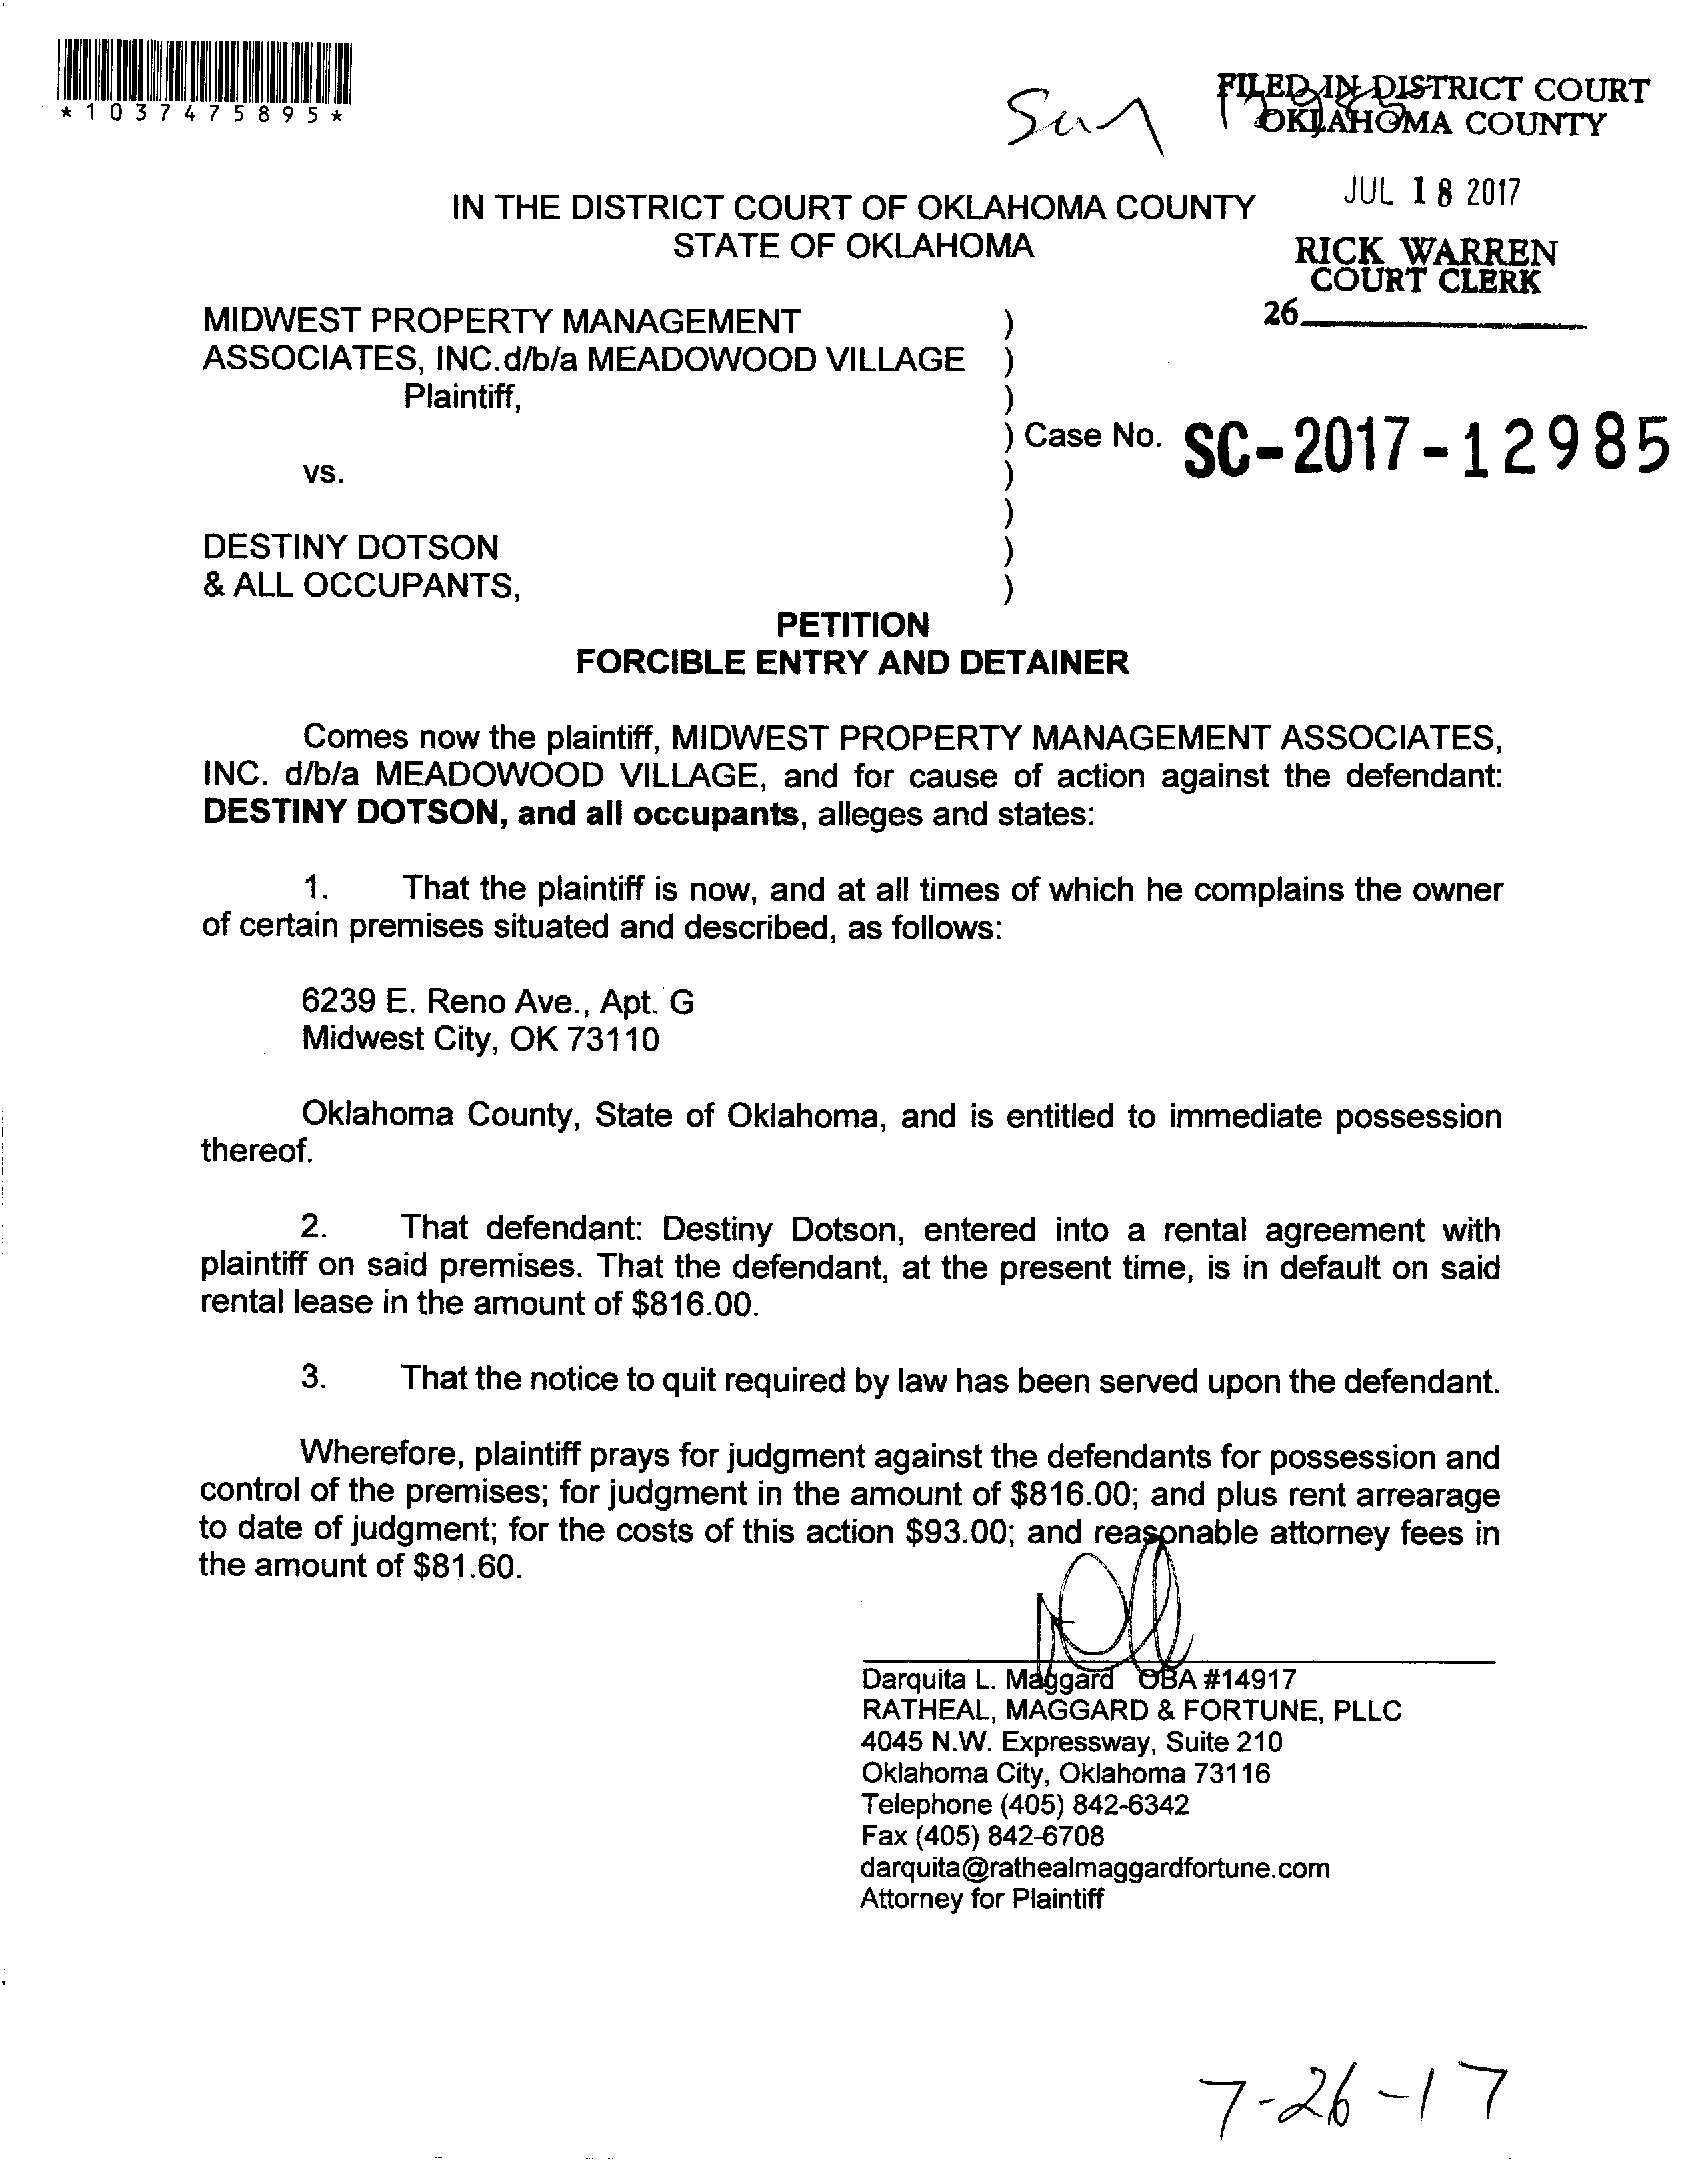 *1037475895*
FILED IN DISTRICT COURT
OKLAHOMA COUNTY
JUL 18 2017
RICK WARREN
COURT CLERK
26
IN THE DISTRICT COURT OF OKLAHOMA COUNTY
STATE OF OKLAHOMA
MIDWEST PROPERTY MANAGEMENT )
ASSOCIATES, INC.d/b/a MEADOWOOD VILLAGE )
Plaintiff, )
) Case No. SC-2017-12985
vs. )
)
DESTINY DOTSON )
& ALL OCCUPANTS, )
PETITION
FORCIBLE ENTRY AND DETAINER
Comes now the plaintiff, MIDWEST PROPERTY MANAGEMENT ASSOCIATES,
INC. d/b/a MEADOWOOD VILLAGE, and for cause of action against the defendant:
DESTINY DOTSON, and all occupants, alleges and states:
1. That the plaintiff is now, and at all times of which he complains the owner
of certain premises situated and described, as follows:
6239 E. Reno Ave., Apt. G
Midwest City, OK 73110
Oklahoma County, State of Oklahoma, and is entitled to immediate possession
thereof.
2. That defendant: Destiny Dotson, entered into a rental agreement with
plaintiff on said premises. That the defendant, at the present time, is in default on said
rental lease in the amount of $816.00.
3. That the notice to quit required by law has been served upon the defendant.
Wherefore, plaintiff prays for judgment against the defendants for possession and
control of the premises; for judgment in the amount of $816.00; and plus rent arrearage
to date of judgment; for the costs of this action $93.00; and reasonable attorney fees in
the amount of $81.60.
Darquita L. Maggard OBA #14917
RATHEAL, MAGGARD & FORTUNE, PLLC
4045 N.W. Expressway, Suite 210
Oklahoma City, Oklahoma 73116
Telephone (405) 842-6342
Fax (405) 842-6708
darquita@rathealmaggardfortune.com
Attorney for Plaintiff
7-26-17